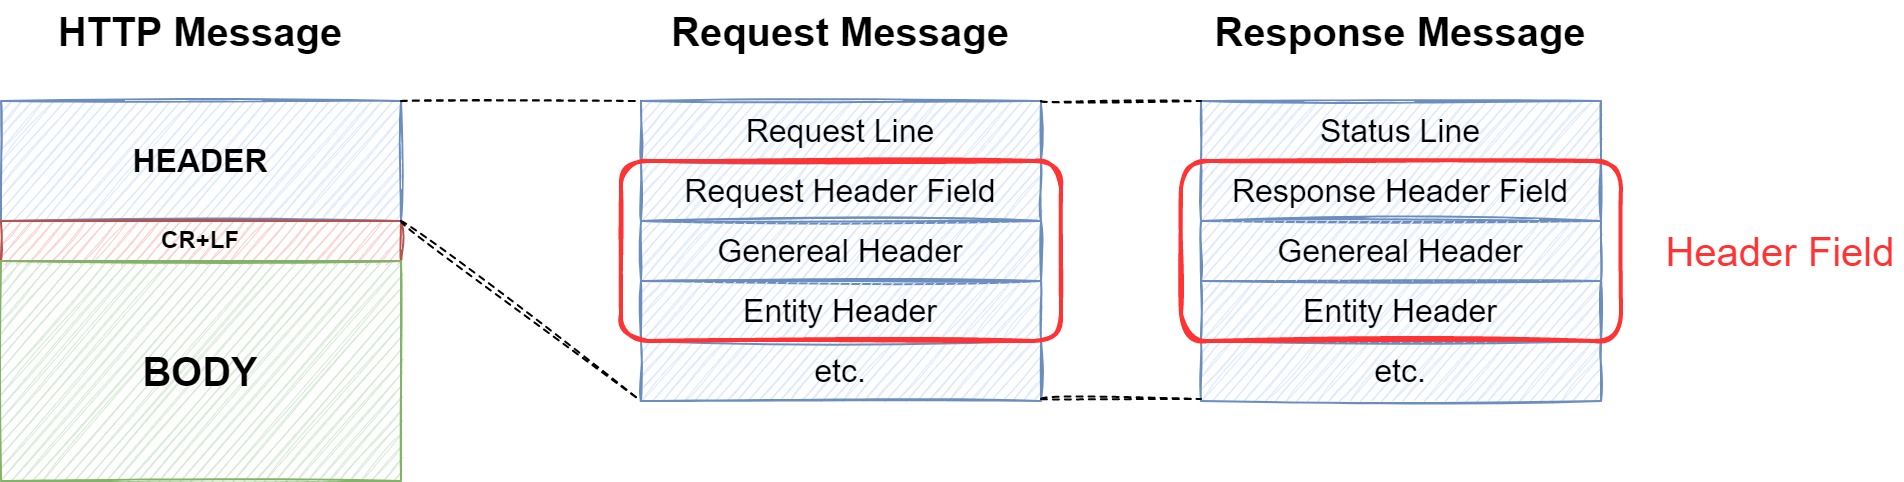 HTTP Message
HEADER
CR+LF
BODY
Request Message
Request Line
Request Header Field
Genereal Header
Entity Header
etc.
Response Message
Status Line
Response Header Field
Genereal Header
Entity Header
etc.
Header Field